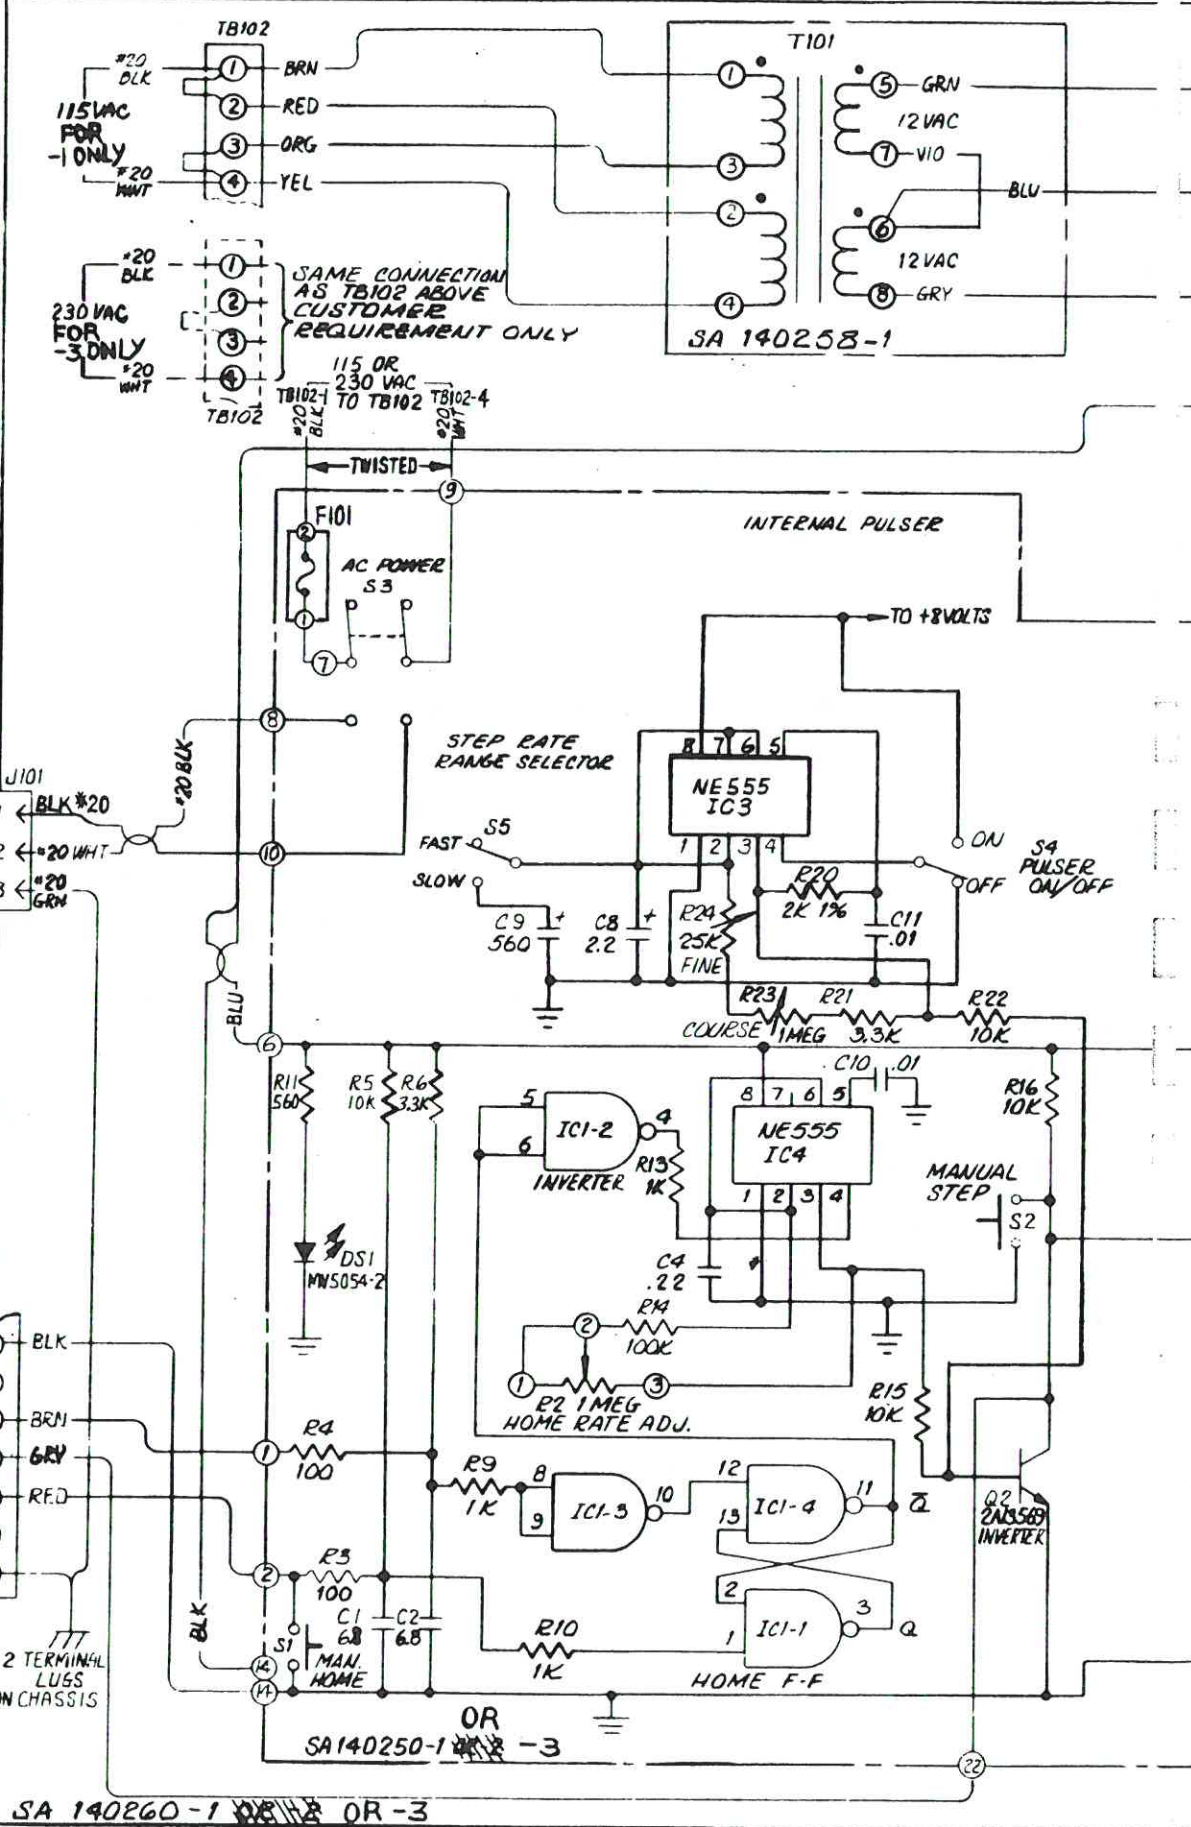 TB102
T101
#20
BLK
1
BRN
1
5
GRN
115VAC
FOR
-1 ONLY
2
RED
12 VAC
3
ORG
3
7
VIO
#20
WHT
4
YEL
2
BLU
6
#20
BLK
1
SAME CONNECTION
AS TB102 ABOVE
CUSTOMER
REQUIREMENT ONLY
12 VAC
230 VAC
FOR
-3 ONLY
2
4
8
GRY
3
SA 140258-1
#20
WHT
4
TB102
115 OR
230 VAC
TO TB102
TB102-1
TB102-4
#20
BLK
#20
WHT
TWISTED
9
F101
2
INTERNAL PULSER
AC POWER
S3
1
TO +8VOLTS
7
8
STEP RATE
RANGE SELECTOR
8 7 6 5
#20 BLK
J101
NE555
IC3
BLK #20
S5
1 2 3 4
ON
S4
PULSER
ON/OFF
FAST
2
#20 WHT
10
SLOW
OFF
3
#20
GRN
R20
2K 1%
C9
560
+
C8
2.2
+
R24
25K
FINE
C11
.01
BLU
R23
R21
R22
COURSE
1MEG
3.3K
10K
6
C10 .01
R11
560
R5
10K
R6
3.3K
5
6
IC1-2
4
INVERTER
R13
1K
8 7 6 5
NE555
IC4
1 2 3 4
R16
10K
MANUAL
STEP
S2
DS1
MV5054-2
C4
.22
R14
100K
2
BLK
1
3
R2 1MEG
HOME RATE ADJ.
R15
10K
BRN
1
R4
100
GRY
R9
1K
8
9
IC1-3
10
12
13
IC1-4
11
Q̄
Q2
2N3569
INVERTER
RED
2
R3
100
2
1
IC1-1
3
Q
BLK
S1
MAN.
HOME
C1
6.8
C2
6.8
R10
1K
HOME F-F
2 TERMINAL
LUGS
ON CHASSIS
14
14
OR
SA140250-1 -3
22
SA 140260-1 OR -3